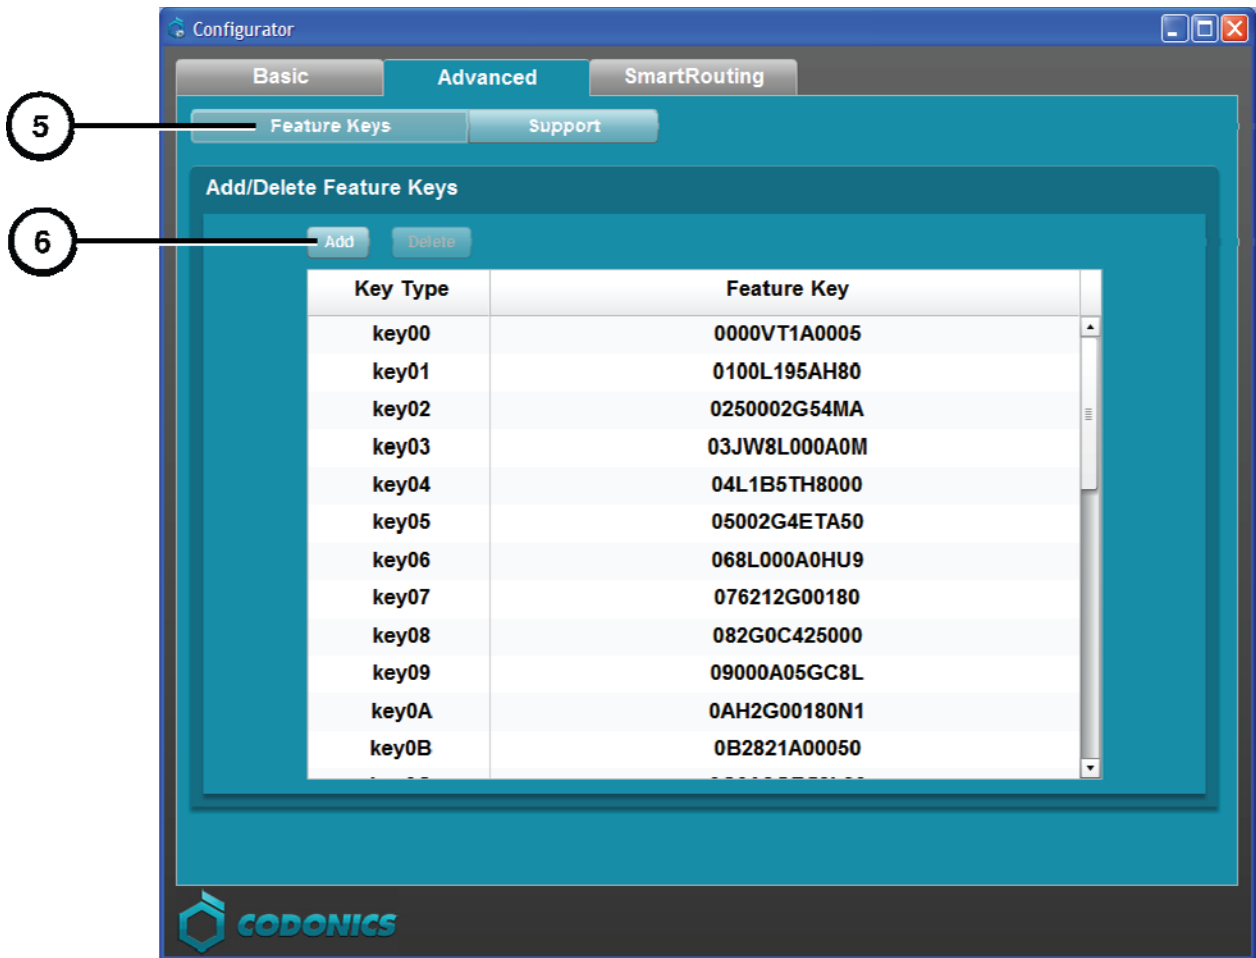 Configurator
Basic Advanced SmartRouting
5 Feature Keys Support
Add/Delete Feature Keys
6 Add Delete
Key Type Feature Key
key00 0000VT1A0005
key01 0100L195AH80
key02 0250002G54MA
key03 03JW8L000A0M
key04 04L1B5TH8000
key05 05002G4ETA50
key06 068L000A0HU9
key07 076212G00180
key08 082G0C425000
key09 09000A05GC8L
key0A 0AH2G00180N1
key0B 0B2821A00050
CODONICS